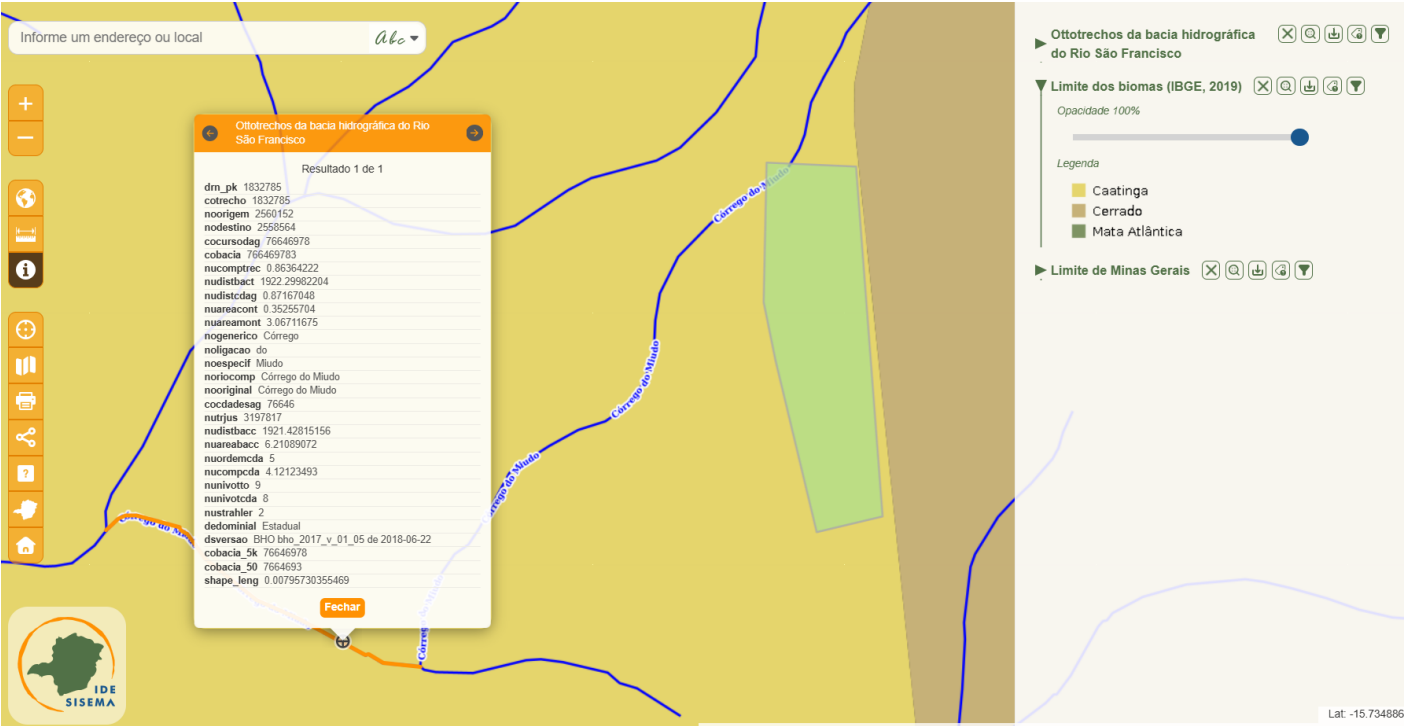 Informe um endereço ou local
Abc
+
−
Ottotrechos da bacia hidrográfica do Rio
São Francisco
Resultado 1 de 1
drn_pk 1832785
cotrecho 1832785
noorigem 2560152
nodestino 2558564
cocursodag 76646978
cobacia 766469783
nucomptrec 0.86364222
nudistbact 1922.29982204
nudistcdag 0.87167048
nuareacont 0.35255704
nuareamont 3.06711675
nogenerico Córrego
noligacao do
noespecif Miudo
noriocomp Córrego do Miudo
nooriginal Córrego do Miudo
cocdadesag 76646
nutrjus 3197817
nudistbacc 1921.42815156
nuareabacc 6.21089072
nuordemcda 5
nucompcda 4.12123493
nunivotto 9
nunivotcda 8
nustrahler 2
dedominial Estadual
dsversao BHO bho_2017_v_01_05 de 2018-06-22
cobacia_5k 76646978
cobacia_50 7664693
shape_leng 0.00795730355469
Fechar
Córrego do Miudo
Córrego do Miudo
Córrego do Miudo
Córrego do Miudo
Córrego do
IDE
SISEMA
Ottotrechos da bacia hidrográfica
do Rio São Francisco
Limite dos biomas (IBGE, 2019)
Opacidade 100%
Legenda
Caatinga
Cerrado
Mata Atlântica
Limite de Minas Gerais
Lat: -15.734886